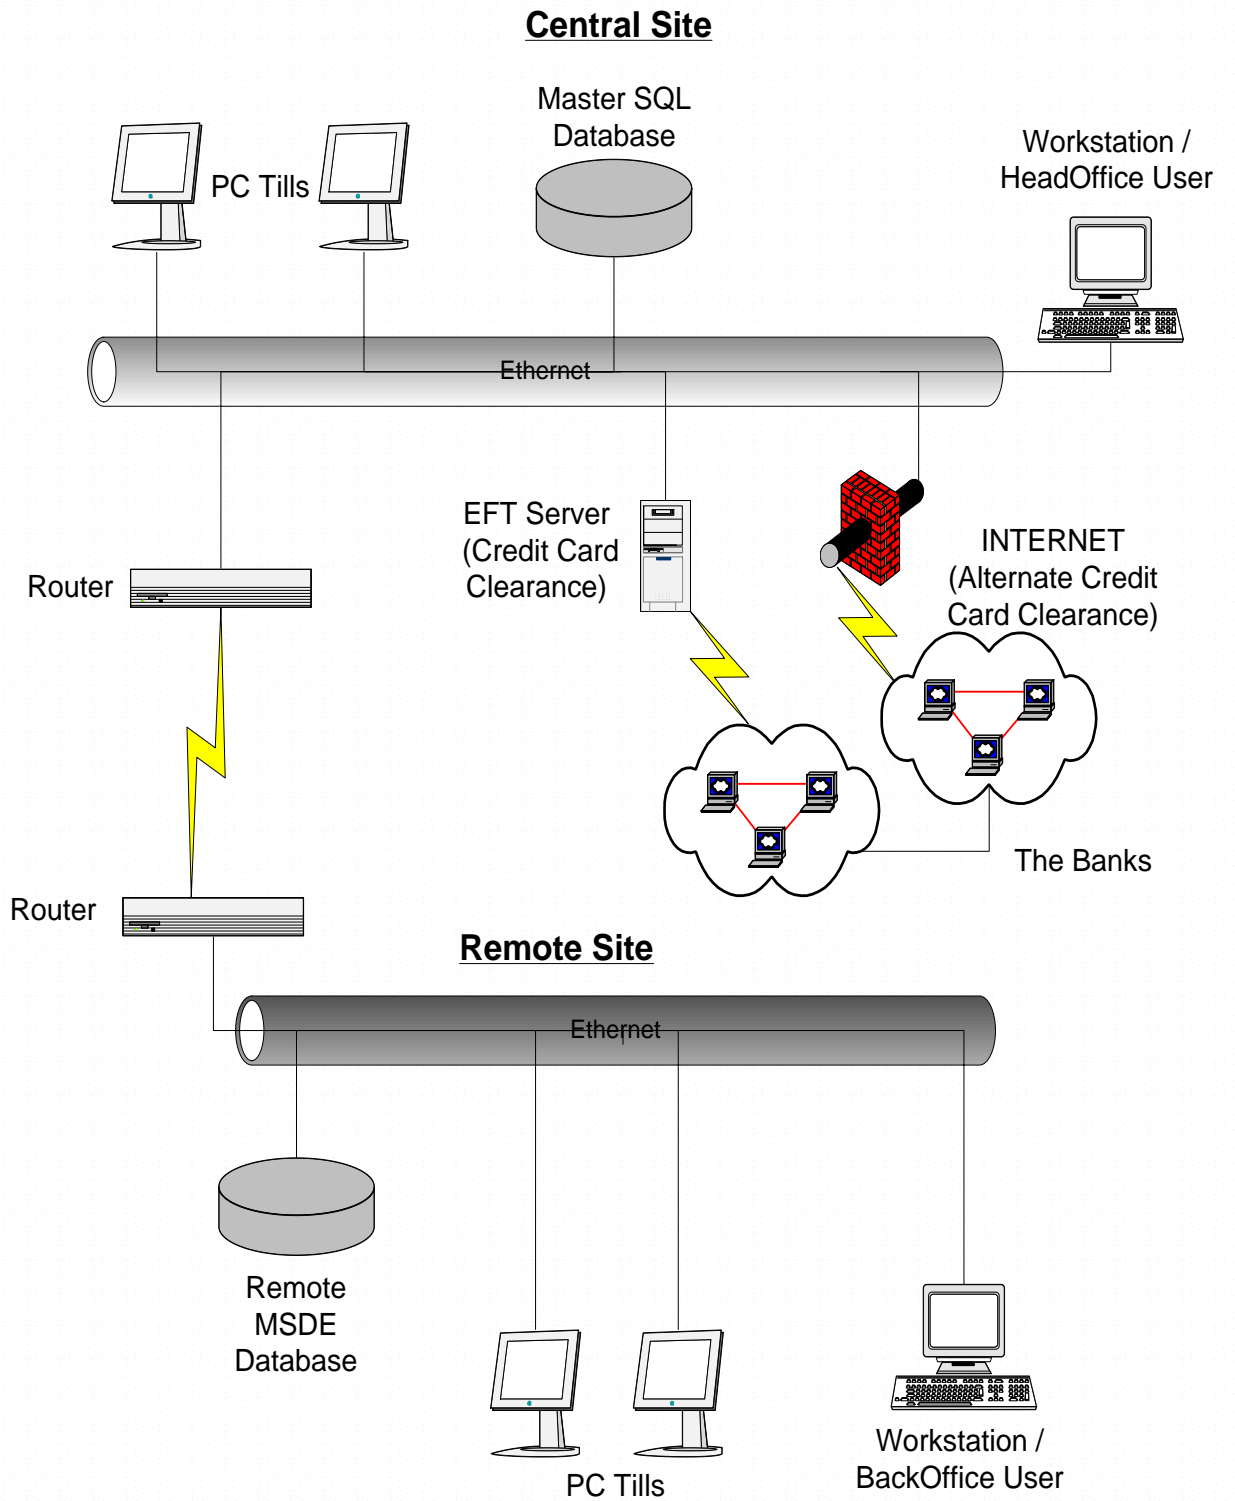 Central Site
Master SQL
Database
PC Tills
Workstation /
HeadOffice User
Ethernet
EFT Server
(Credit Card
Clearance)
INTERNET
(Alternate Credit
Card Clearance)
Router
The Banks
Router
Remote Site
Ethernet
Remote
MSDE
Database
PC Tills
Workstation /
BackOffice User